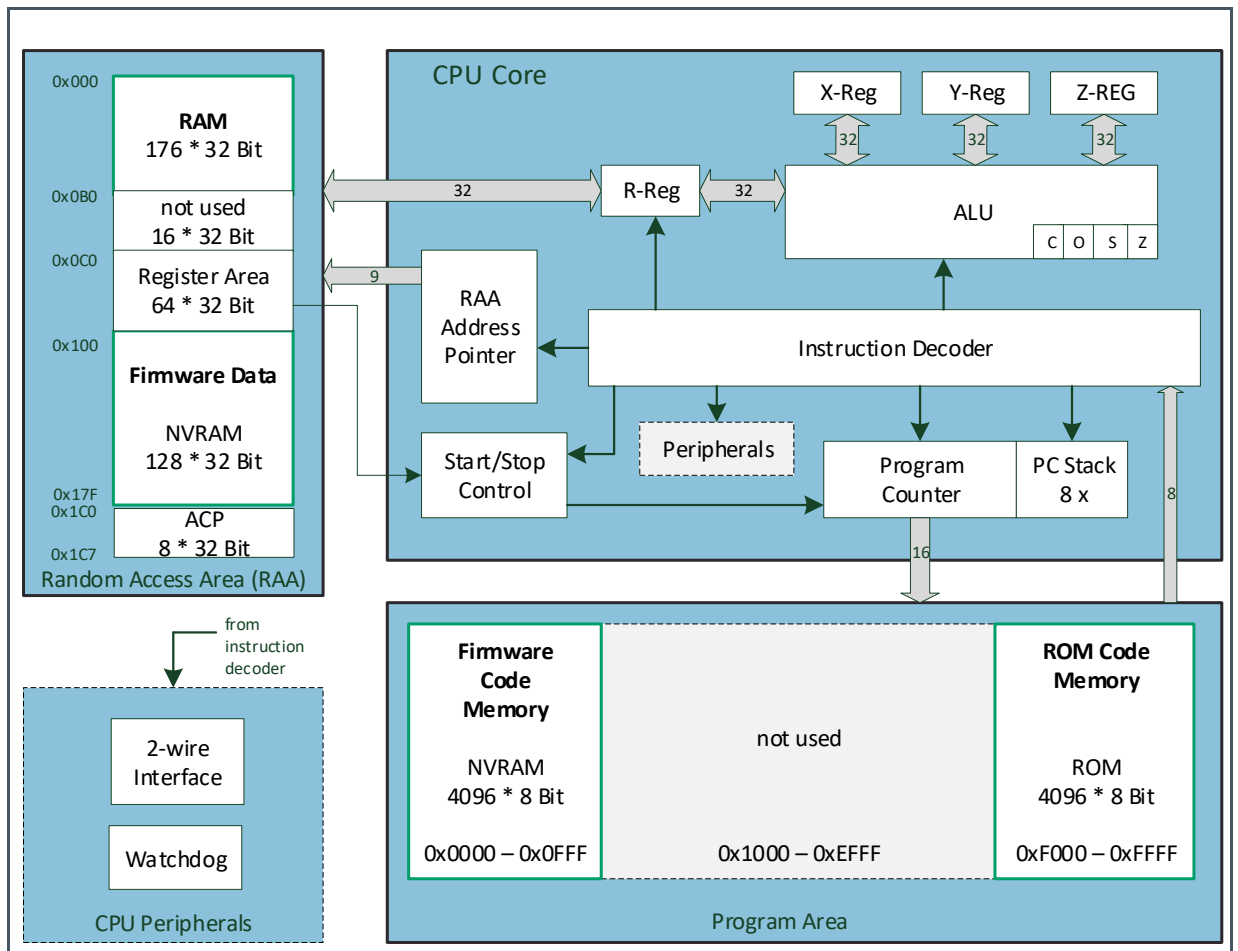 0x000
RAM
176 * 32 Bit
0x0B0
not used
16 * 32 Bit
0x0C0
Register Area
64 * 32 Bit
0x100
Firmware Data
NVRAM
128 * 32 Bit
0x17F
0x1C0
ACP
8 * 32 Bit
0x1C7
Random Access Area (RAA)
CPU Core
X-Reg
Y-Reg
Z-REG
32
32
32
32
R-Reg
32
ALU
C O S Z
9
RAA
Address
Pointer
Instruction Decoder
Peripherals
Start/Stop
Control
Program
Counter
PC Stack
8 x
8
16
from
instruction
decoder
2-wire
Interface
Watchdog
CPU Peripherals
Firmware
Code
Memory
NVRAM
4096 * 8 Bit
0x0000 – 0x0FFF
not used
0x1000 – 0xEFFF
ROM Code
Memory
ROM
4096 * 8 Bit
0xF000 – 0xFFFF
Program Area